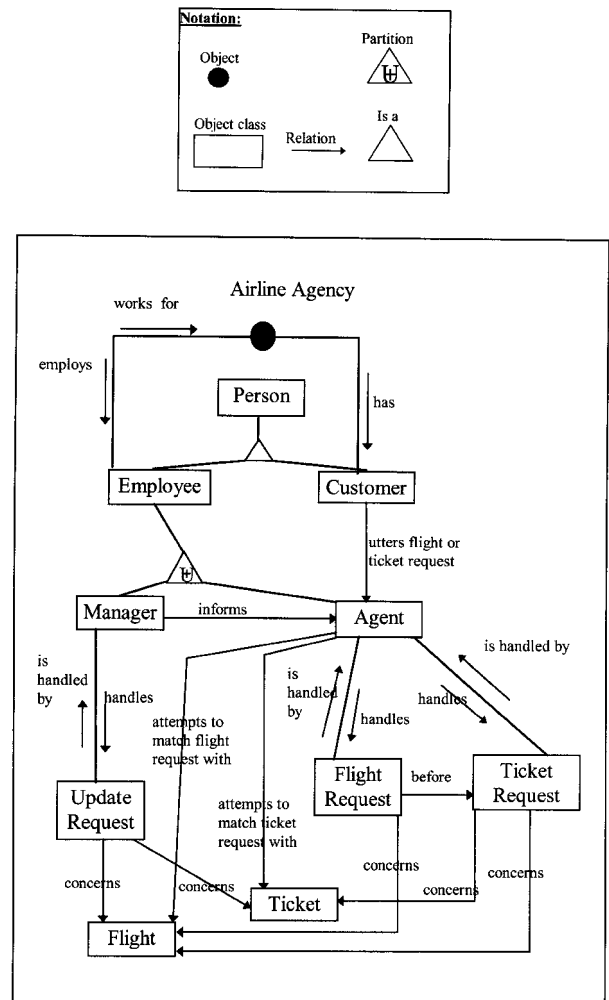 Notation:
Partition
Object
⊎
Object class
Relation
Is a
Airline Agency
works for
employs
Person
has
Employee
Customer
utters flight or
ticket request
⊎
Manager
informs
Agent
is
handled
by
handles
attempts to
match flight
request with
is
handled
by
handles
is handled by
handles
Update
Request
attempts to
match ticket
request with
Flight
Request
before
Ticket
Request
concerns
concerns
concerns
concerns
concerns
Ticket
Flight